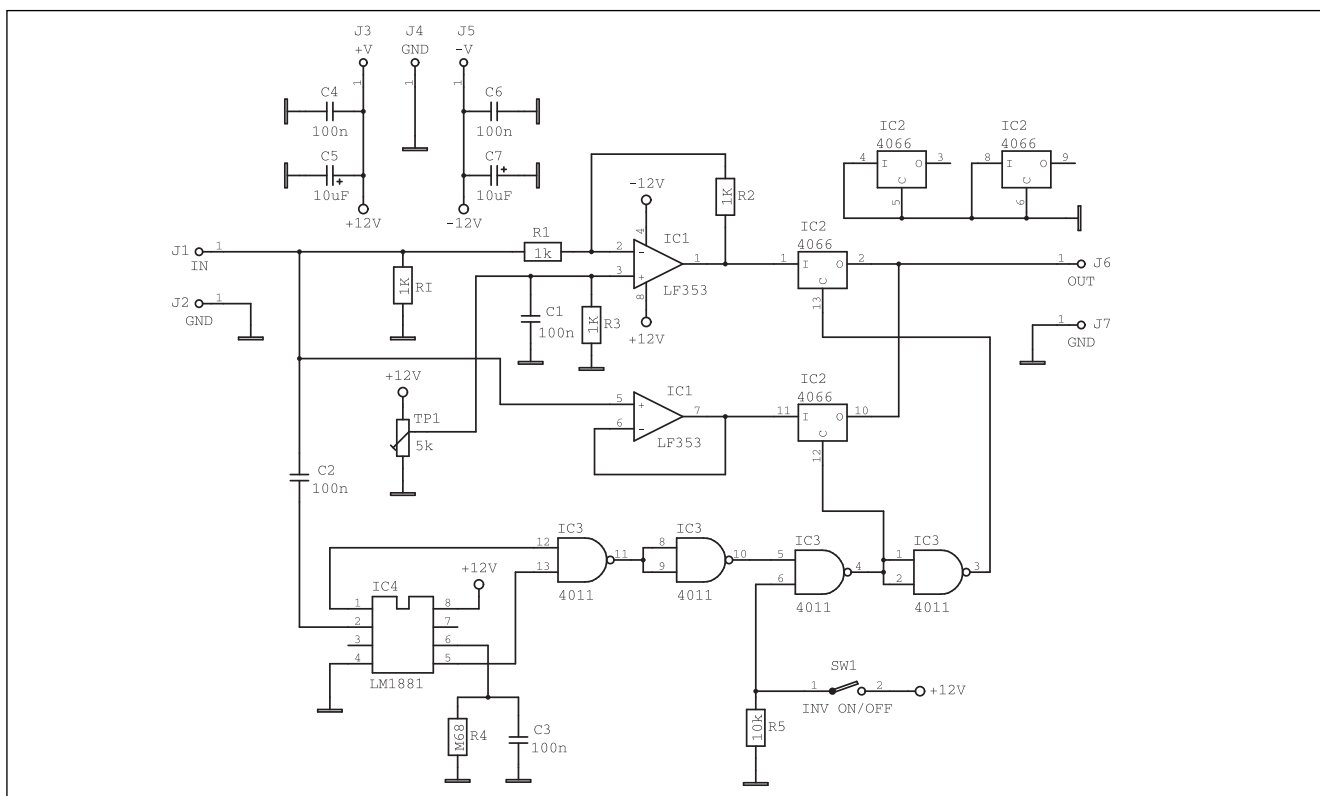 J3 J4 J5
+V GND -V
1 1 1
C4 C6
100n 100n
C5 C7
+ +
10uF 10uF
+12V -12V
IC2 IC2
4066 4066
4 I O 3 8 I O 9
C C
5 6
-12V
1K R2
4
J1 1 R1 IC1 IC2
IN 1k 2 - 1 4066
3 + LF353 1 I O 2 1 J6
C OUT
8 13
1K RI
J2 1 C1 1K R3
GND 100n +12V
1 J7
GND
+12V IC1 IC2
4066
TP1 5 + 7 11 I O 10
5k 6 - LF353 C
12
C2
100n
IC3 IC3 IC3 IC3
12 11 8 10 5 4 1 3
13 9 6 2
4011 4011 4011 4011
+12V
IC4
1 8
2 7
3 6
4 5
LM1881
SW1
1 2 +12V
INV ON/OFF
M68 R4 C3 10k R5
100n